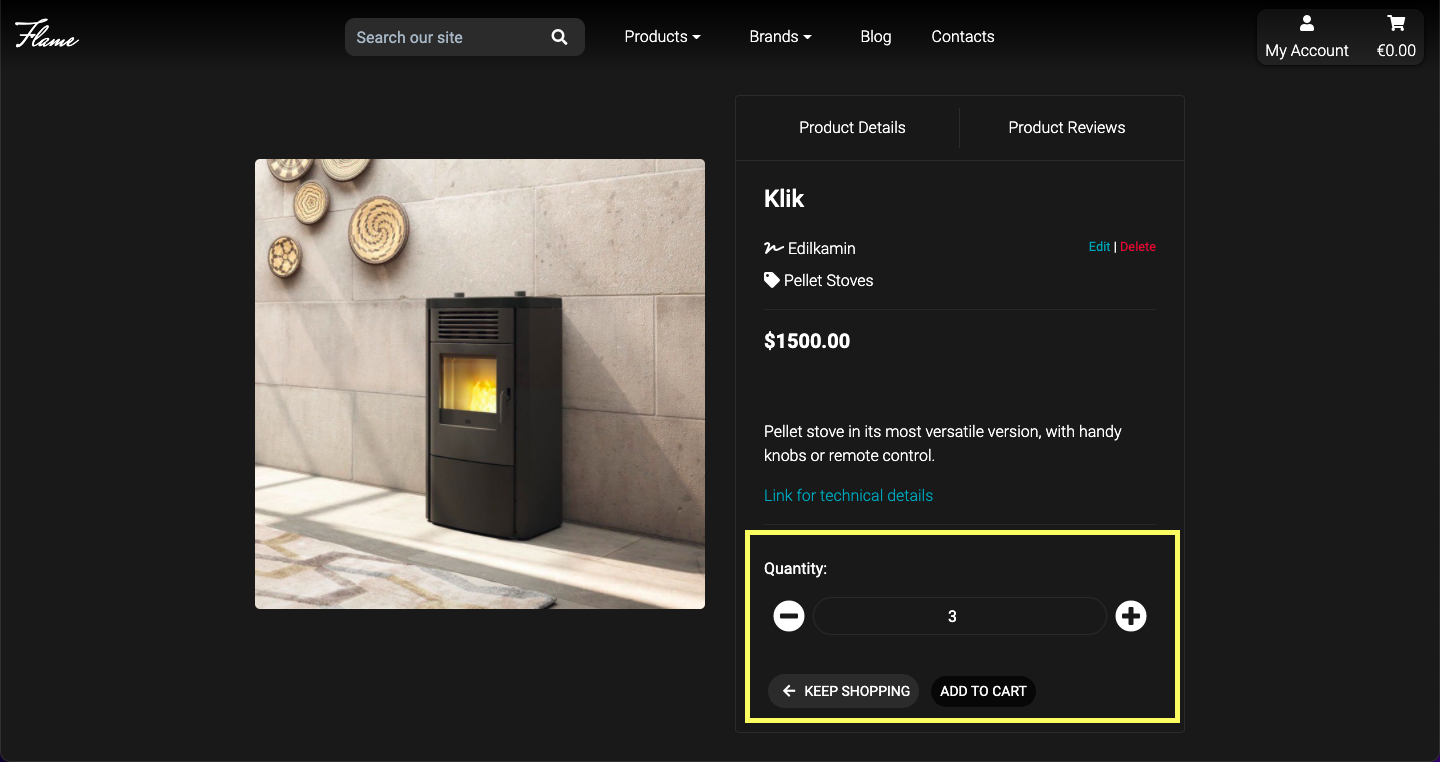 Flame
Search our site
Products
Brands
Blog
Contacts
My Account
€0.00
Product Details
Product Reviews
Klik
Edilkamin
Edit | Delete
Pellet Stoves
$1500.00
Pellet stove in its most versatile version, with handy
knobs or remote control.
Link for technical details
Quantity:
3
KEEP SHOPPING
ADD TO CART